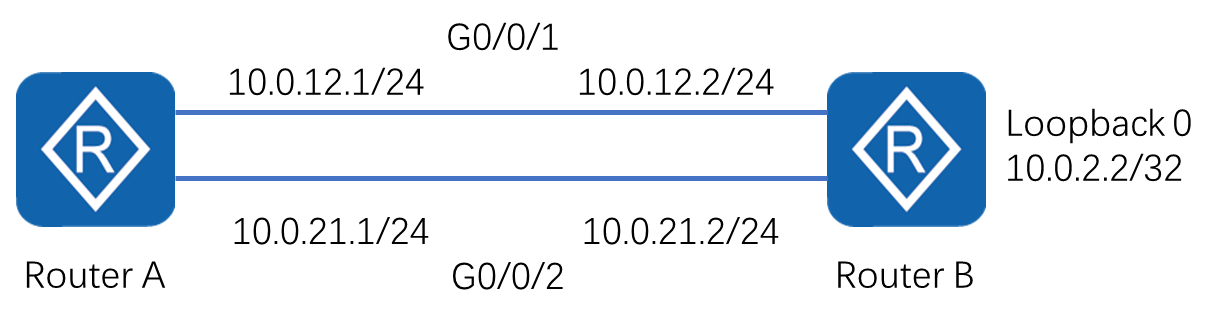 G0/0/1
10.0.12.1/24
10.0.12.2/24
R
R
Loopback 0
10.0.2.2/32
10.0.21.1/24
10.0.21.2/24
Router A
G0/0/2
Router B